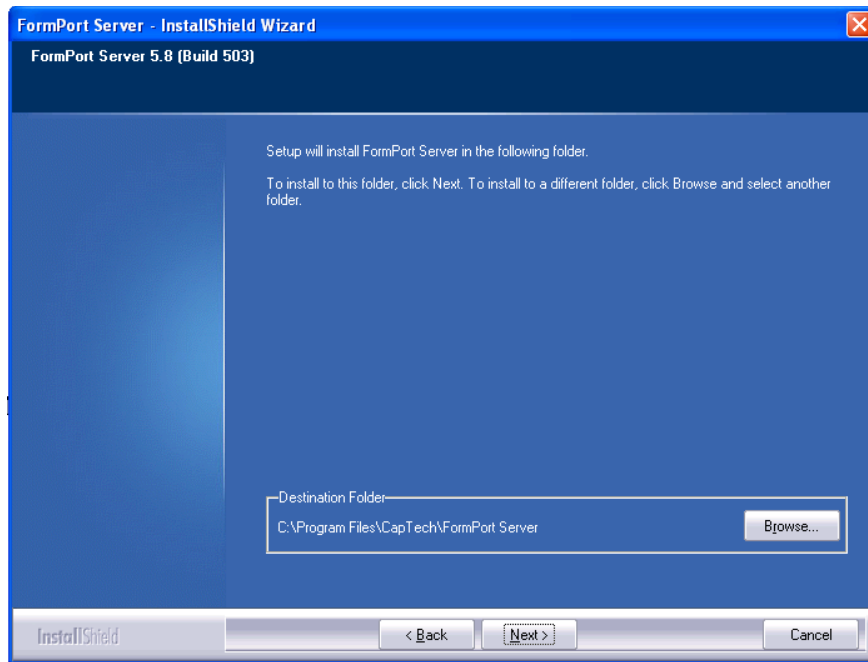 FormPort Server - InstallShield Wizard
FormPort Server 5.8 (Build 503)
Setup will install FormPort Server in the following folder.
To install to this folder, click Next. To install to a different folder, click Browse and select another
folder.
Destination Folder
C:\Program Files\CapTech\FormPort Server
Browse...
InstallShield
< Back
Next >
Cancel